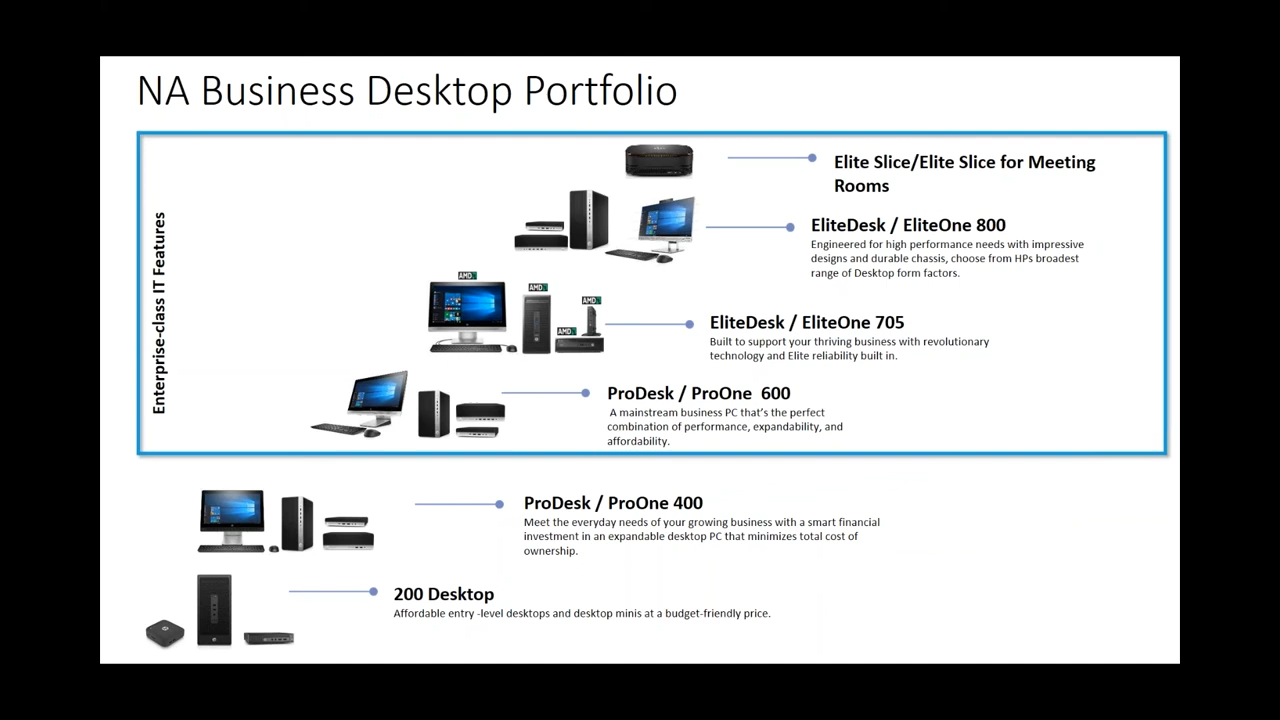 NA Business Desktop Portfolio
Enterprise-class IT Features
Elite Slice/Elite Slice for Meeting
Rooms
EliteDesk / EliteOne 800
Engineered for high performance needs with impressive
designs and durable chassis, choose from HPs broadest
range of Desktop form factors.
AMD
AMD
AMD
AMD
EliteDesk / EliteOne 705
Built to support your thriving business with revolutionary
technology and Elite reliability built in.
ProDesk / ProOne  600
A mainstream business PC that's the perfect
combination of performance, expandability, and
affordability.
ProDesk / ProOne 400
Meet the everyday needs of your growing business with a smart financial
investment in an expandable desktop PC that minimizes total cost of
ownership.
200 Desktop
Affordable entry -level desktops and desktop minis at a budget-friendly price.